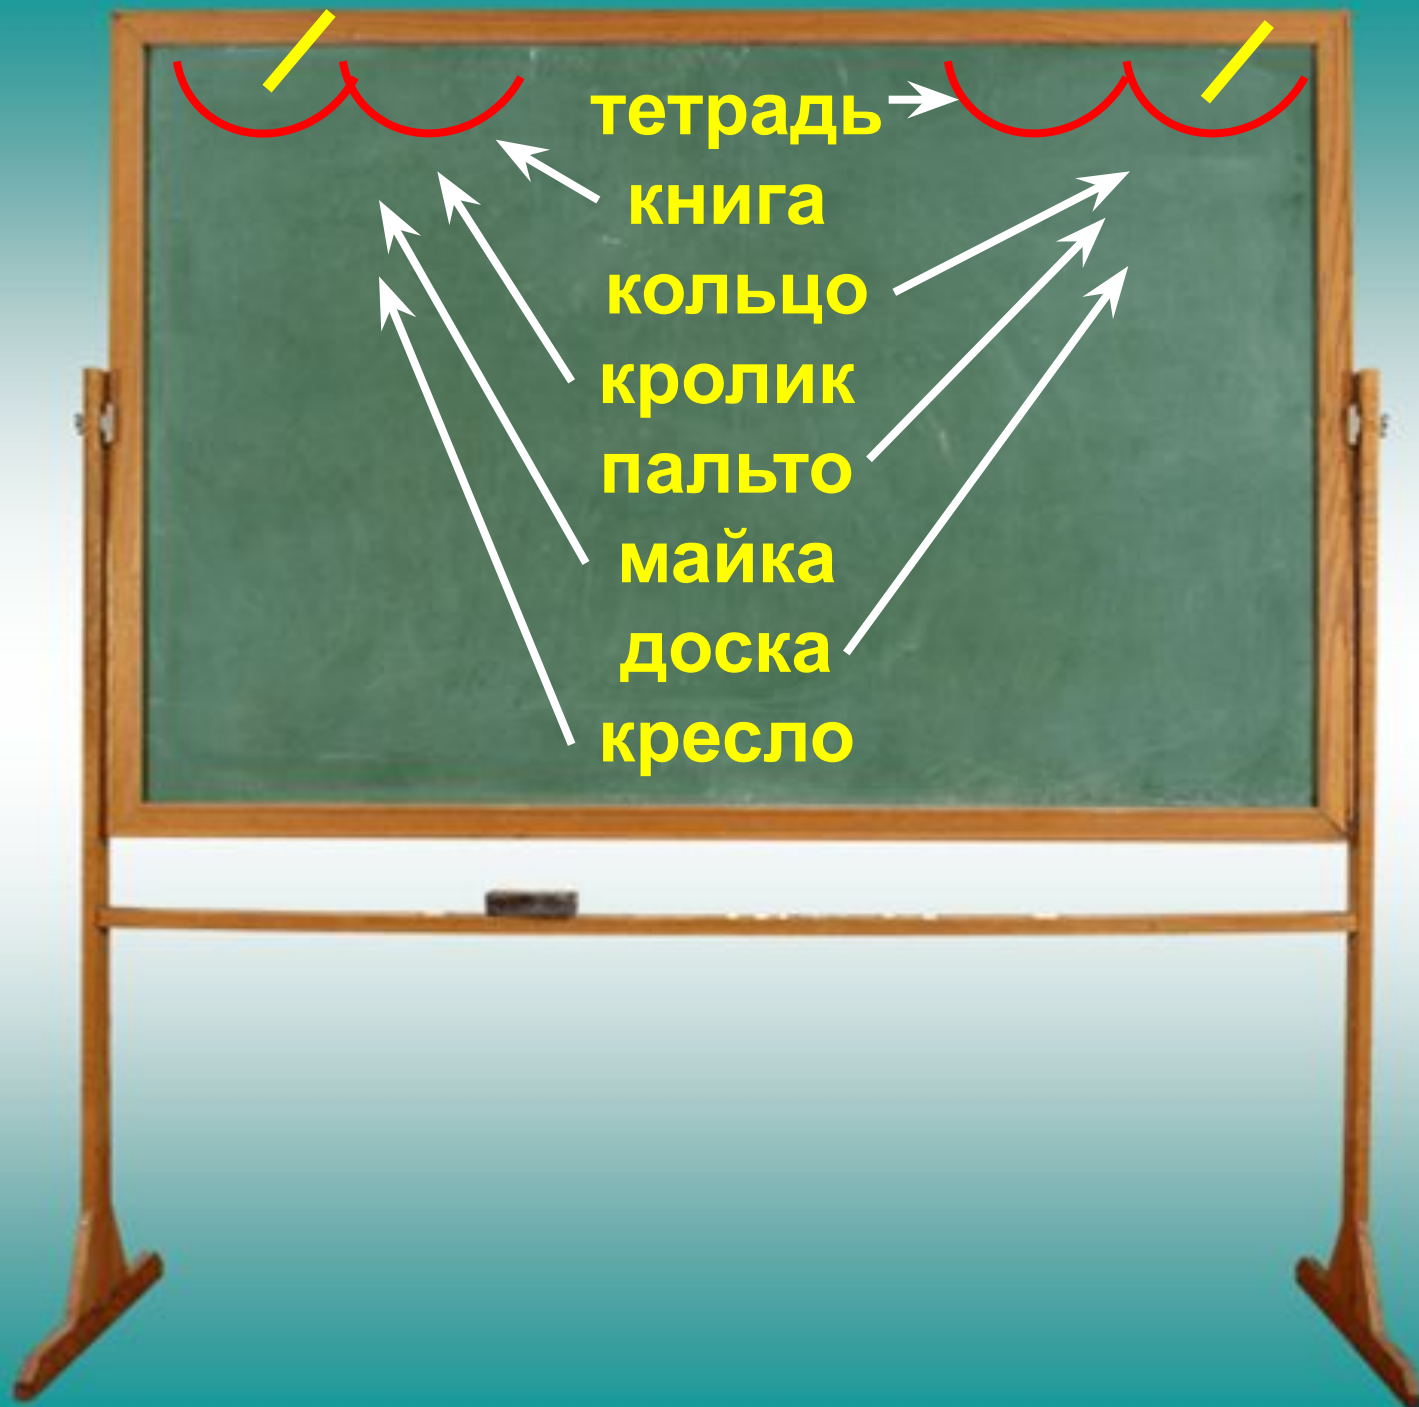 тетрадь
книга
кольцо
кролик
пальто
майка
доска
кресло